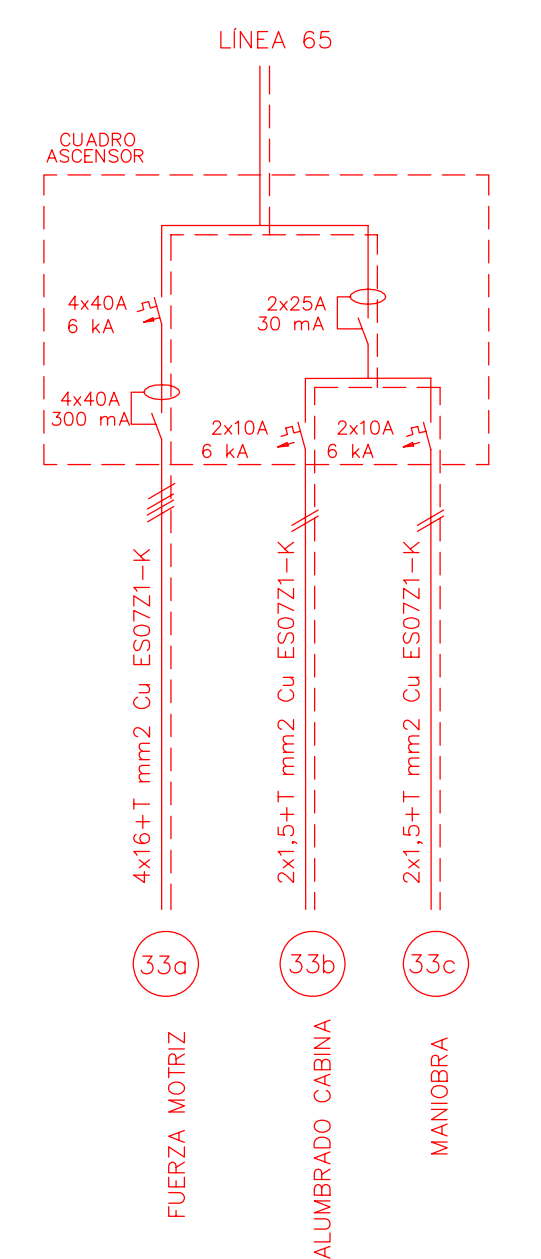 LÍNEA 65
CUADRO
ASCENSOR
4x40A
6 kA
2x25A
30 mA
4x40A
300 mA
2x10A
6 kA
2x10A
6 kA
4x16+T mm2 Cu ES07Z1-K
2x1,5+T mm2 Cu ES07Z1-K
2x1,5+T mm2 Cu ES07Z1-K
33a
33b
33c
FUERZA MOTRIZ
ALUMBRADO CABINA
MANIOBRA